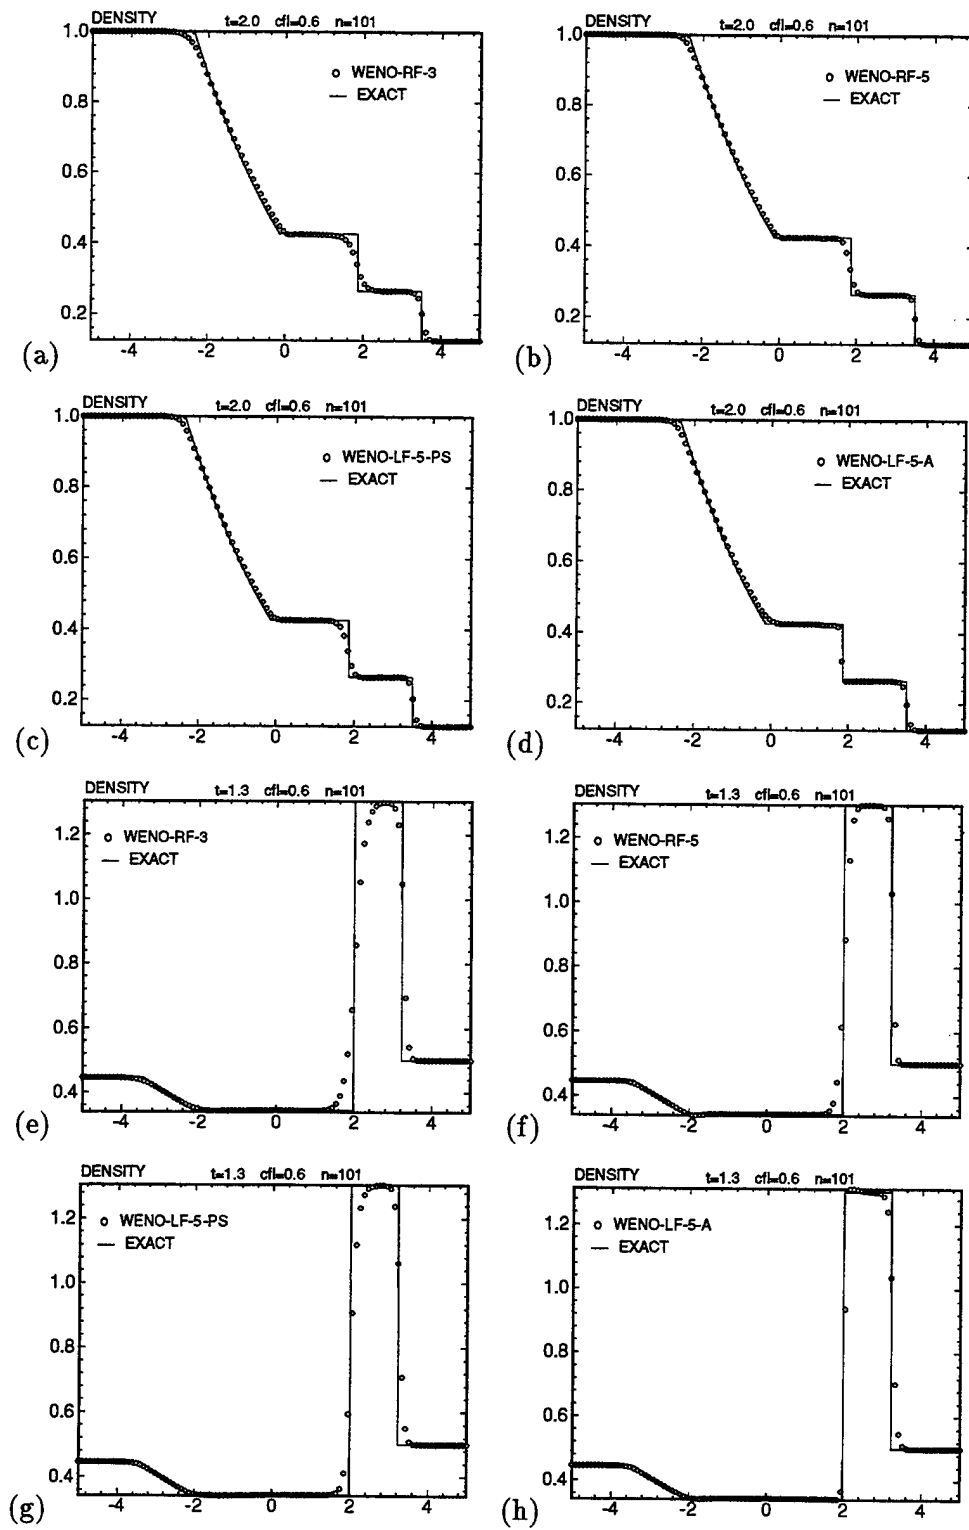 DENSITY t=2.0 cfl=0.6 n=101
1.0
0.8
0.6
0.4
0.2
-4 -2 0 2 4
o WENO-RF-3
— EXACT
(a)
DENSITY t=2.0 cfl=0.6 n=101
1.0
0.8
0.6
0.4
0.2
-4 -2 0 2 4
o WENO-RF-5
— EXACT
(b)
DENSITY t=2.0 cfl=0.6 n=101
1.0
0.8
0.6
0.4
0.2
-4 -2 0 2 4
o WENO-LF-5-PS
— EXACT
(c)
DENSITY t=2.0 cfl=0.6 n=101
1.0
0.8
0.6
0.4
0.2
-4 -2 0 2 4
o WENO-LF-5-A
— EXACT
(d)
DENSITY t=1.3 cfl=0.6 n=101
1.2
1.0
0.8
0.6
0.4
-4 -2 0 2 4
o WENO-RF-3
— EXACT
(e)
DENSITY t=1.3 cfl=0.6 n=101
1.2
1.0
0.8
0.6
0.4
-4 -2 0 2 4
o WENO-RF-5
— EXACT
(f)
DENSITY t=1.3 cfl=0.6 n=101
1.2
1.0
0.8
0.6
0.4
-4 -2 0 2 4
o WENO-LF-5-PS
— EXACT
(g)
DENSITY t=1.3 cfl=0.6 n=101
1.2
1.0
0.8
0.6
0.4
-4 -2 0 2 4
o WENO-LF-5-A
— EXACT
(h)